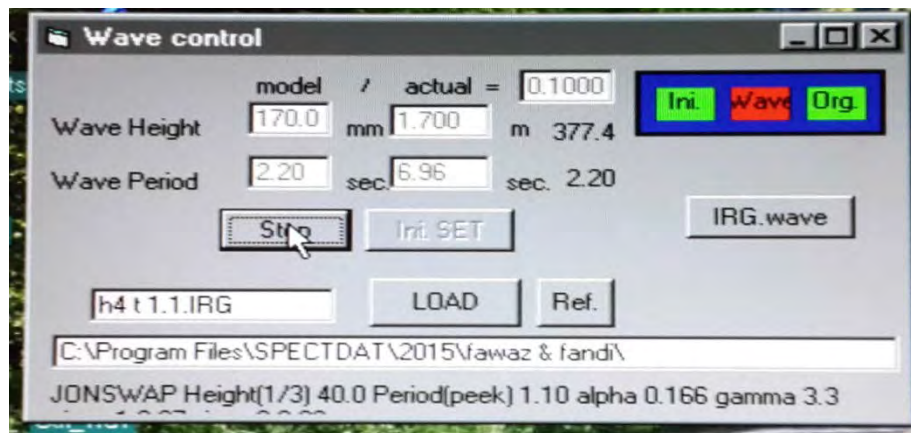 Wave control
model / actual = 0.1000
Ini. Wave Org.
Wave Height 170.0 mm 1.700 m 377.4
Wave Period 2.20 sec. 6.96 sec. 2.20
Stop Ini. SET IRG.wave
h4 t 1.1.IRG LOAD Ref.
C:\Program Files\SPECTDAT\2015\fawaz & fandi\
JONSWAP Height(1/3) 40.0 Period(peek) 1.10 alpha 0.166 gamma 3.3